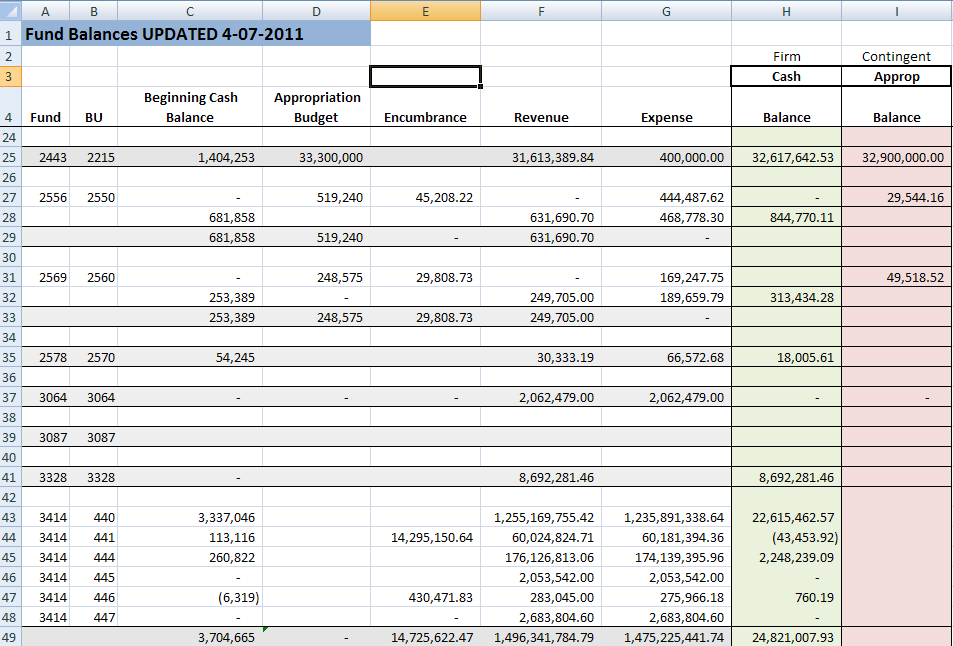 A B C D E F G H I
1 Fund Balances UPDATED 4-07-2011
2 Firm Contingent
3 Cash Approp
Beginning Cash Appropriation
4 Fund BU Balance Budget Encumbrance Revenue Expense Balance Balance
24
25 2443 2215 1,404,253 33,300,000 31,613,389.84 400,000.00 32,617,642.53 32,900,000.00
26
27 2556 2550 - 519,240 45,208.22 - 444,487.62 - 29,544.16
28 681,858 631,690.70 468,778.30 844,770.11
29 681,858 519,240 - 631,690.70 -
30
31 2569 2560 - 248,575 29,808.73 - 169,247.75 49,518.52
32 253,389 - 249,705.00 189,659.79 313,434.28
33 253,389 248,575 29,808.73 249,705.00 -
34
35 2578 2570 54,245 30,333.19 66,572.68 18,005.61
36
37 3064 3064 - - - 2,062,479.00 2,062,479.00 - -
38
39 3087 3087
40
41 3328 3328 - 8,692,281.46 8,692,281.46
42
43 3414 440 3,337,046 1,255,169,755.42 1,235,891,338.64 22,615,462.57
44 3414 441 113,116 14,295,150.64 60,024,824.71 60,181,394.36 (43,453.92)
45 3414 444 260,822 176,126,813.06 174,139,395.96 2,248,239.09
46 3414 445 - 2,053,542.00 2,053,542.00 -
47 3414 446 (6,319) 430,471.83 283,045.00 275,966.18 760.19
48 3414 447 - - 2,683,804.60 2,683,804.60 -
49 3,704,665 - 14,725,622.47 1,496,341,784.79 1,475,225,441.74 24,821,007.93